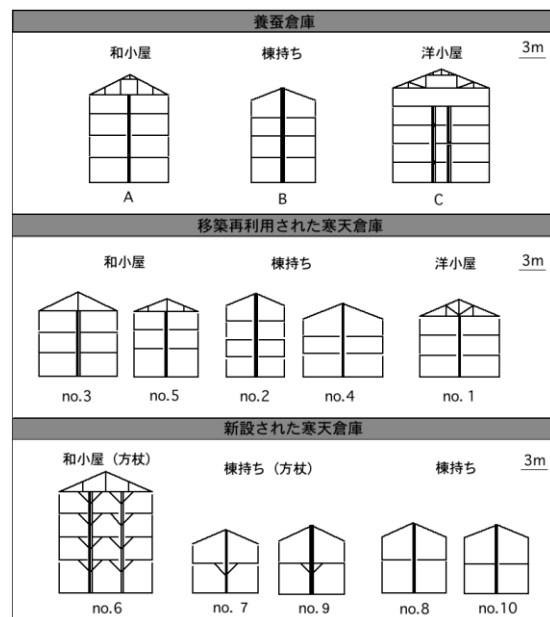 養蚕倉庫
和小屋 棟持ち 洋小屋 3m
A B C
移築再利用された寒天倉庫
和小屋 棟持ち 洋小屋 3m
no.3 no.5 no.2 no.4 no. 1
新設された寒天倉庫
和小屋（方杖） 棟持ち（方杖） 棟持ち 3m
no.6 no. 7 no.9 no.8 no.10